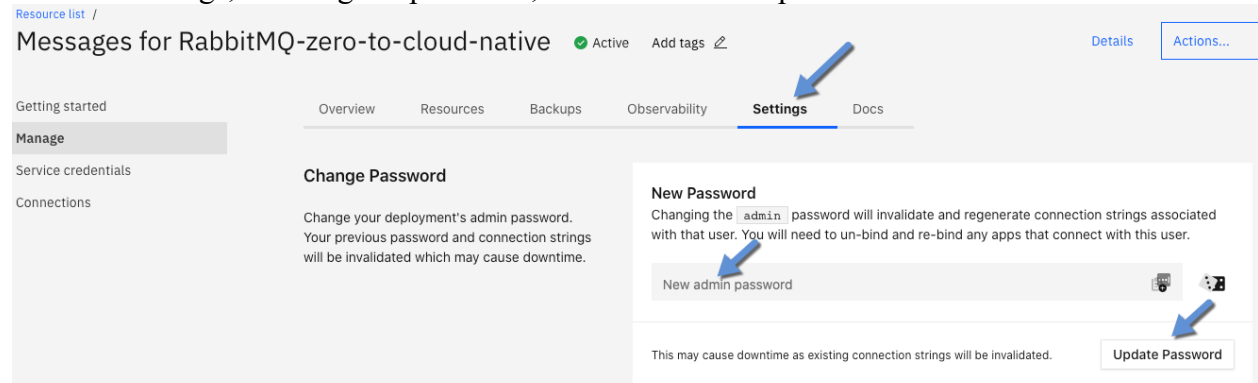 Resource list /
Messages for RabbitMQ-zero-to-cloud-native Active Add tags
Details Actions...
Getting started
Manage
Service credentials
Connections
Overview Resources Backups Observability Settings Docs
Change Password
Change your deployment's admin password.
Your previous password and connection strings
will be invalidated which may cause downtime.
New Password
Changing the admin password will invalidate and regenerate connection strings associated
with that user. You will need to un-bind and re-bind any apps that connect with this user.
New admin password
This may cause downtime as existing connection strings will be invalidated.
Update Password